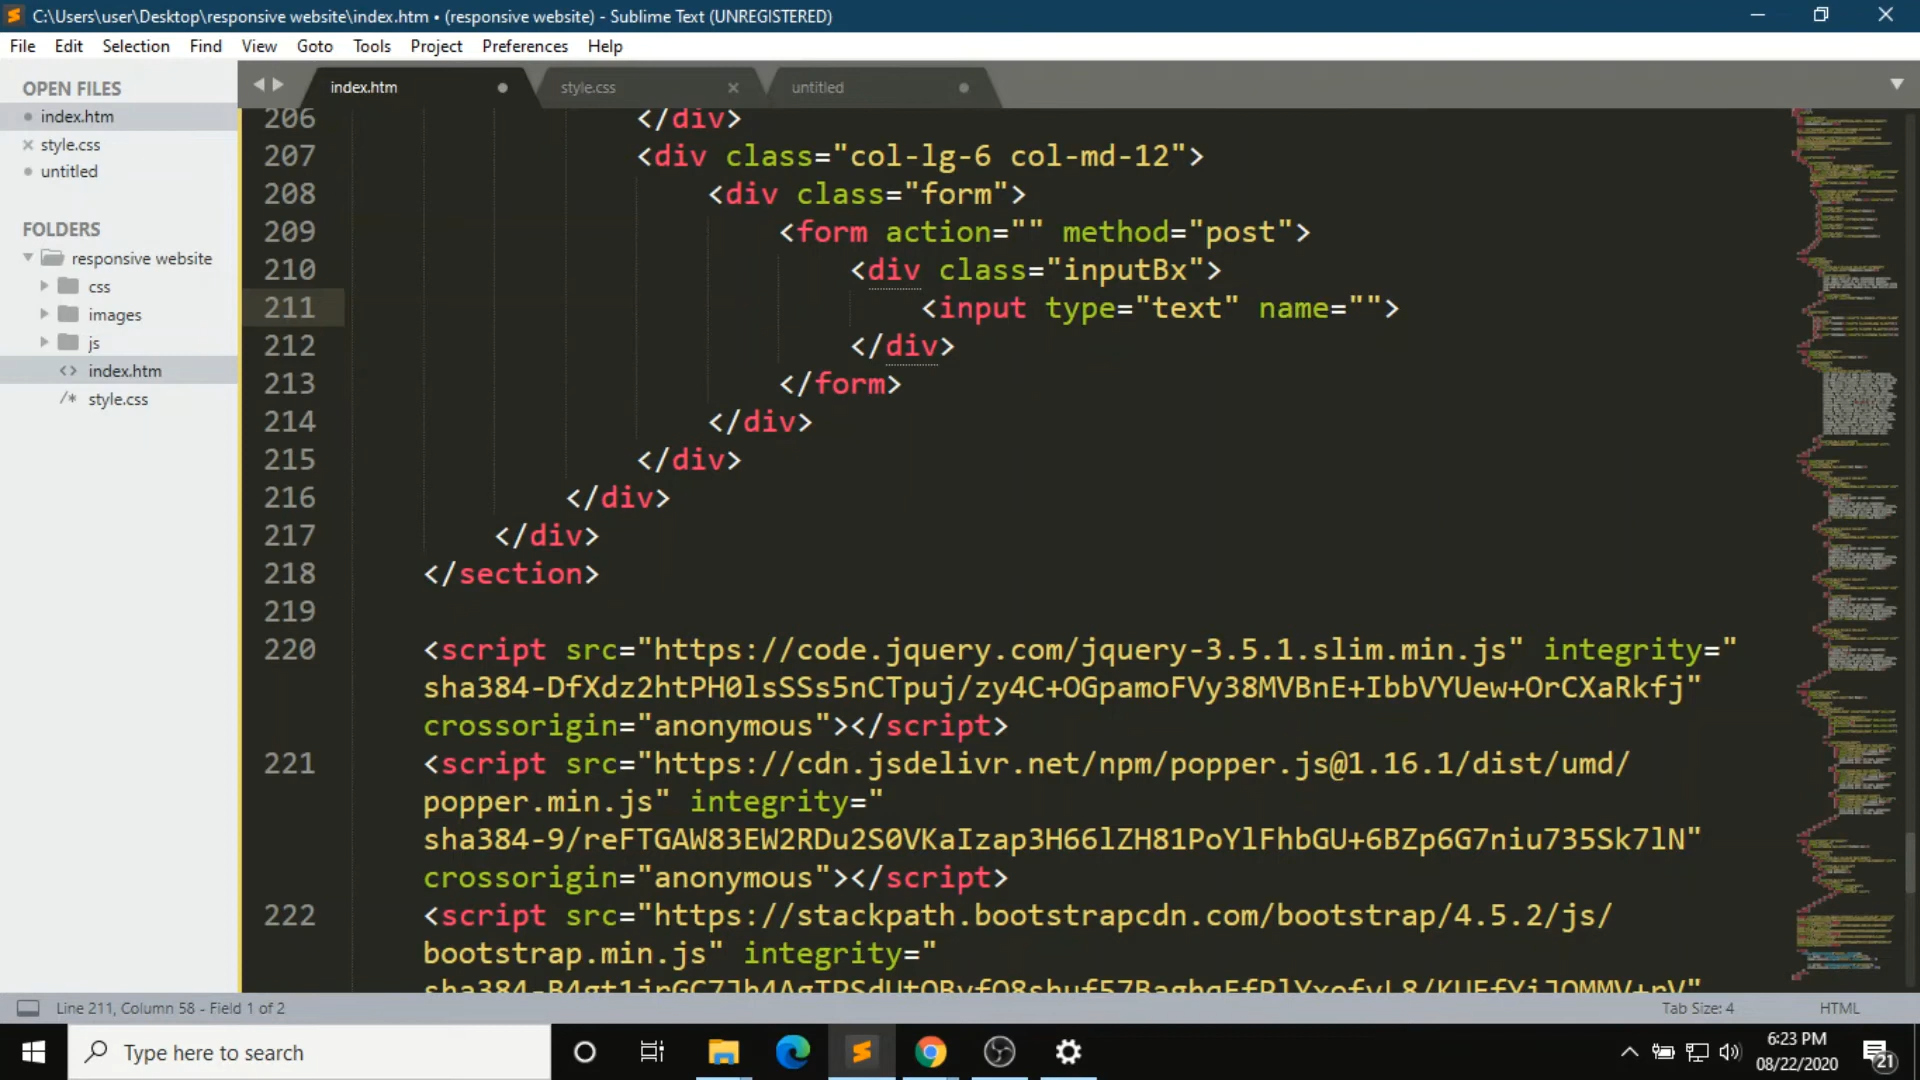 C:\Users\user\Desktop\responsive website\index.htm • (responsive website) - Sublime Text (UNREGISTERED)
File Edit Selection Find View Goto Tools Project Preferences Help
OPEN FILES
index.htm
style.css
untitled
FOLDERS
responsive website
css
images
js
index.htm
style.css
index.htm style.css untitled
206 </div>
207 <div class="col-lg-6 col-md-12">
208 <div class="form">
209 <form action="" method="post">
210 <div class="inputBx">
211 <input type="text" name="">
212 </div>
213 </form>
214 </div>
215 </div>
216 </div>
217 </div>
218 </section>
219
220 <script src="https://code.jquery.com/jquery-3.5.1.slim.min.js" integrity="
sha384-DfXdz2htPH0lsSSs5nCTpuj/zy4C+OGpamoFVy38MVBnE+IbbVYUew+OrCXaRkfj"
crossorigin="anonymous"></script>
221 <script src="https://cdn.jsdelivr.net/npm/popper.js@1.16.1/dist/umd/
popper.min.js" integrity="
sha384-9/reFTGAW83EW2RDu2S0VKaIzap3H66lZH81PoYlFhbGU+6BZp6G7niu735Sk7lN"
crossorigin="anonymous"></script>
222 <script src="https://stackpath.bootstrapcdn.com/bootstrap/4.5.2/js/
bootstrap.min.js" integrity="
Line 211, Column 58 - Field 1 of 2
Tab Size: 4 HTML
Type here to search
6:23 PM
08/22/2020
21